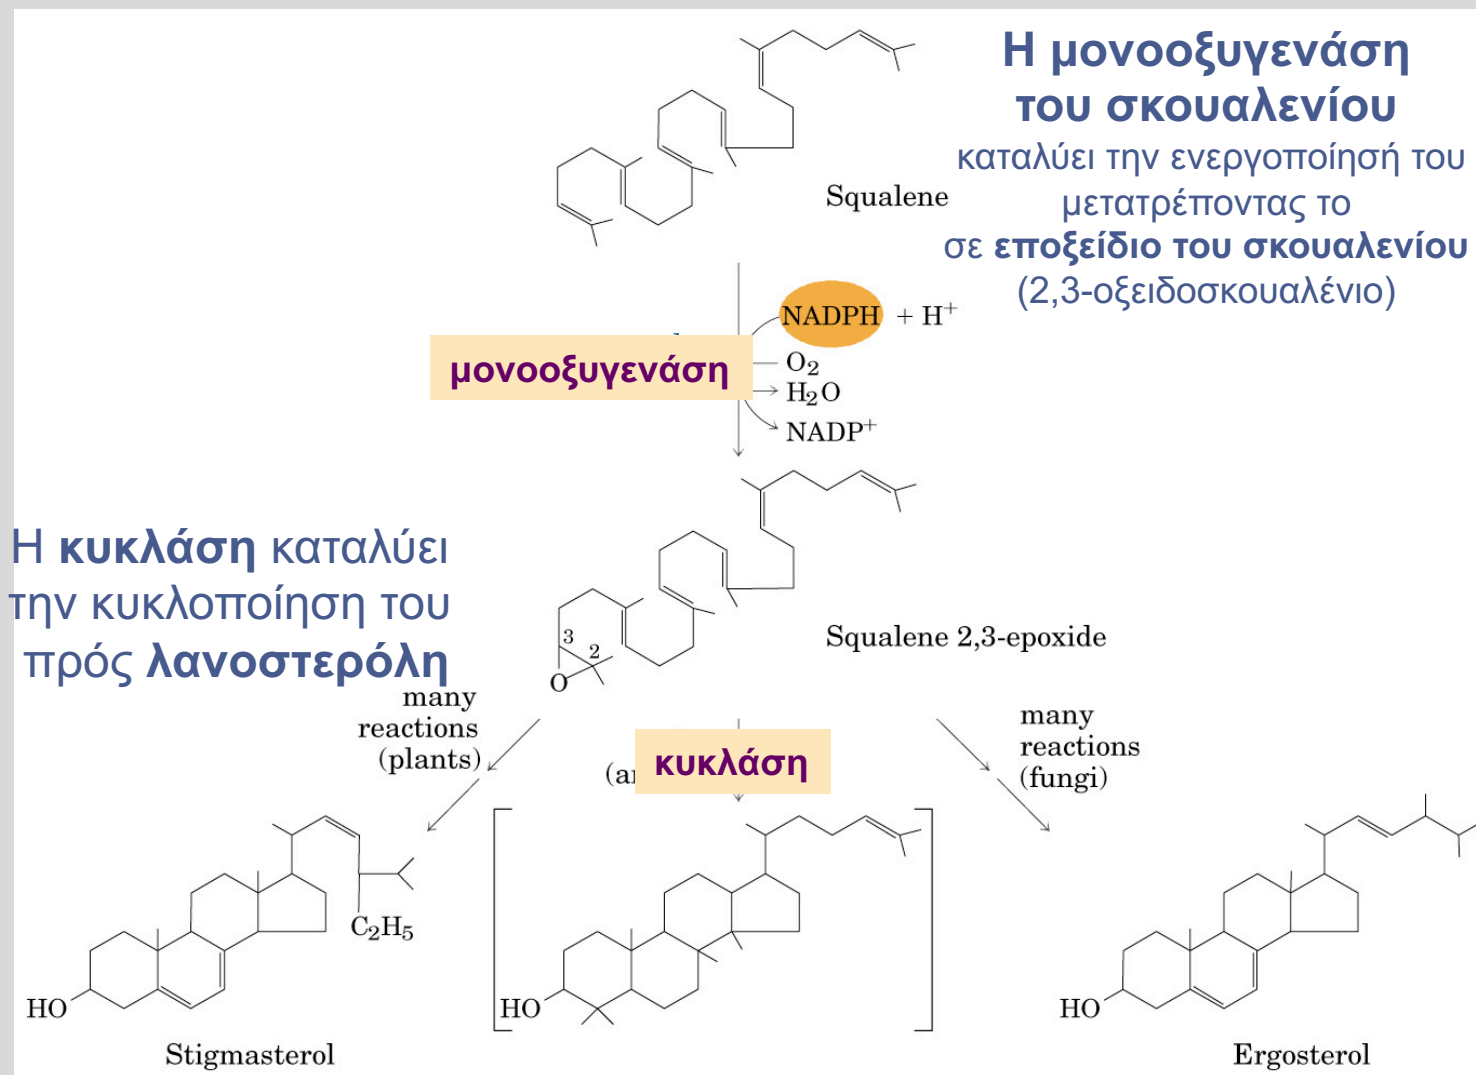 Η μονοοξυγενάση
του σκουαλενίου
καταλύει την ενεργοποίησή του
μετατρέποντας το
σε εποξείδιο του σκουαλενίου
(2,3-οξειδοσκουαλένιο)
Squalene
NADPH + H⁺
μονοοξυγενάση
O₂
H₂O
NADP⁺
Η κυκλάση καταλύει
την κυκλοποίηση του
πρός λανοστερόλη
3
2
O
Squalene 2,3-epoxide
many
reactions
(plants)
κυκλάση
many
reactions
(fungi)
C₂H₅
HO
HO
HO
Stigmasterol
Ergosterol